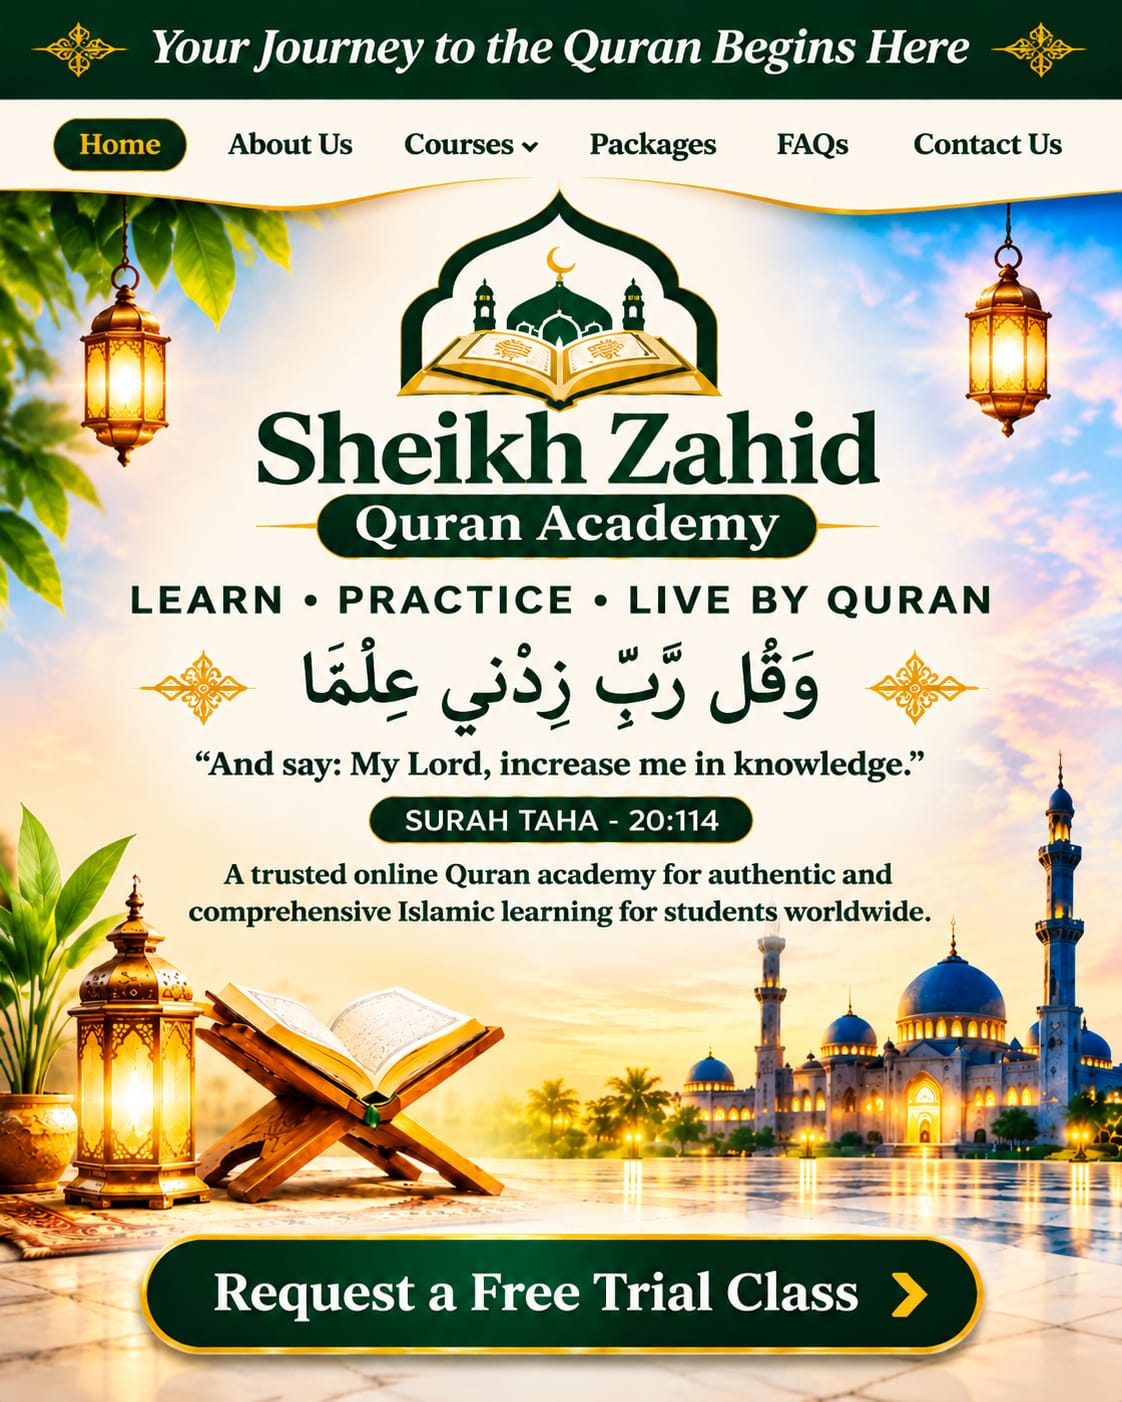 Your Journey to the Quran Begins Here
Home About Us Courses Packages FAQs Contact Us
Sheikh Zahid
Quran Academy
LEARN • PRACTICE • LIVE BY QURAN
وَقُل رَّبِّ زِدْني عِلُمَّا
“And say: My Lord, increase me in knowledge.”
SURAH TAHA - 20:114
A trusted online Quran academy for authentic and
comprehensive Islamic learning for students worldwide.
Request a Free Trial Class